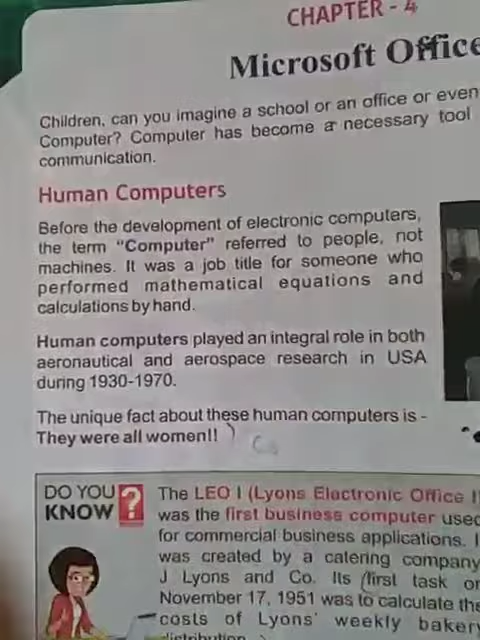 CHAPTER - 4
Microsoft Office
Children, can you imagine a school or an office or even
Computer? Computer has become a necessary tool
communication.
Human Computers
Before the development of electronic computers,
the term “Computer” referred to people, not
machines. It was a job title for someone who
performed mathematical equations and
calculations by hand.
Human computers played an integral role in both
aeronautical and aerospace research in USA
during 1930-1970.
The unique fact about these human computers is -
They were all women!!
DO YOU
KNOW ?
The LEO I (Lyons Electronic Office I
was the first business computer used
for commercial business applications. I
was created by a catering company
J Lyons and Co. Its first task on
November 17, 1951 was to calculate the
costs of Lyons' weekly bakery
distribution